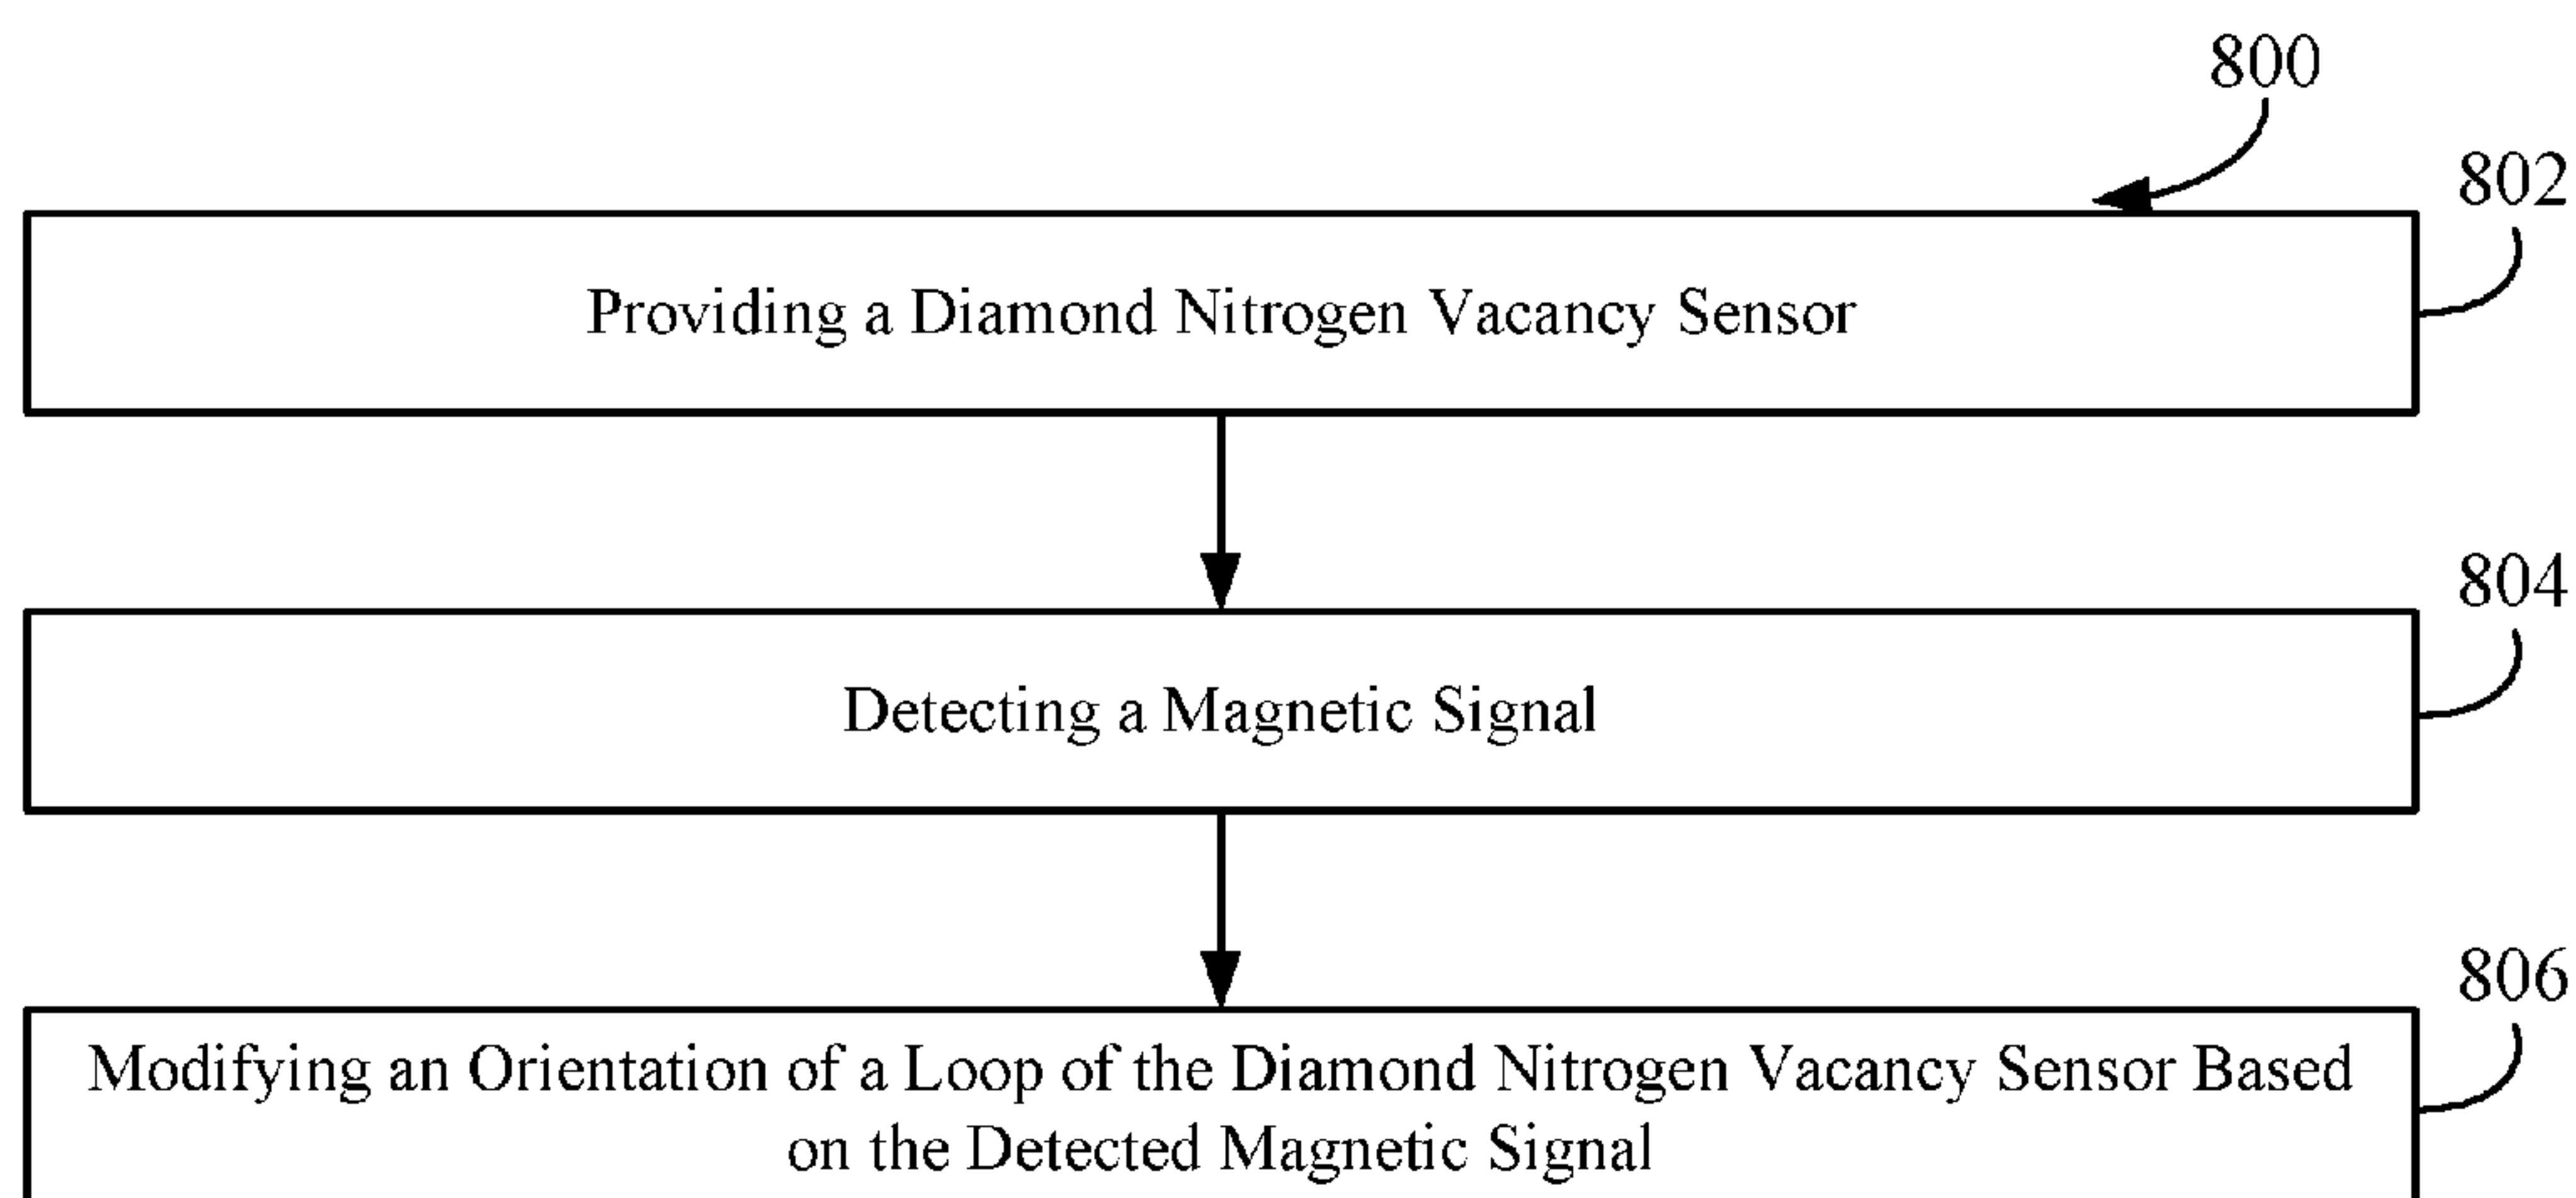 800
802
Providing a Diamond Nitrogen Vacancy Sensor
804
Detecting a Magnetic Signal
806
Modifying an Orientation of a Loop of the Diamond Nitrogen Vacancy Sensor Based
on the Detected Magnetic Signal